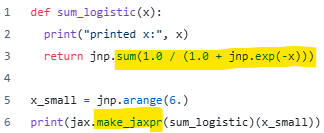 1 def sum_logistic(x):
2   print("printed x:", x)
3   return jnp.sum(1.0 / (1.0 + jnp.exp(-x)))
4
5 x_small = jnp.arange(6.)
6 print(jax.make_jaxpr(sum_logistic)(x_small))